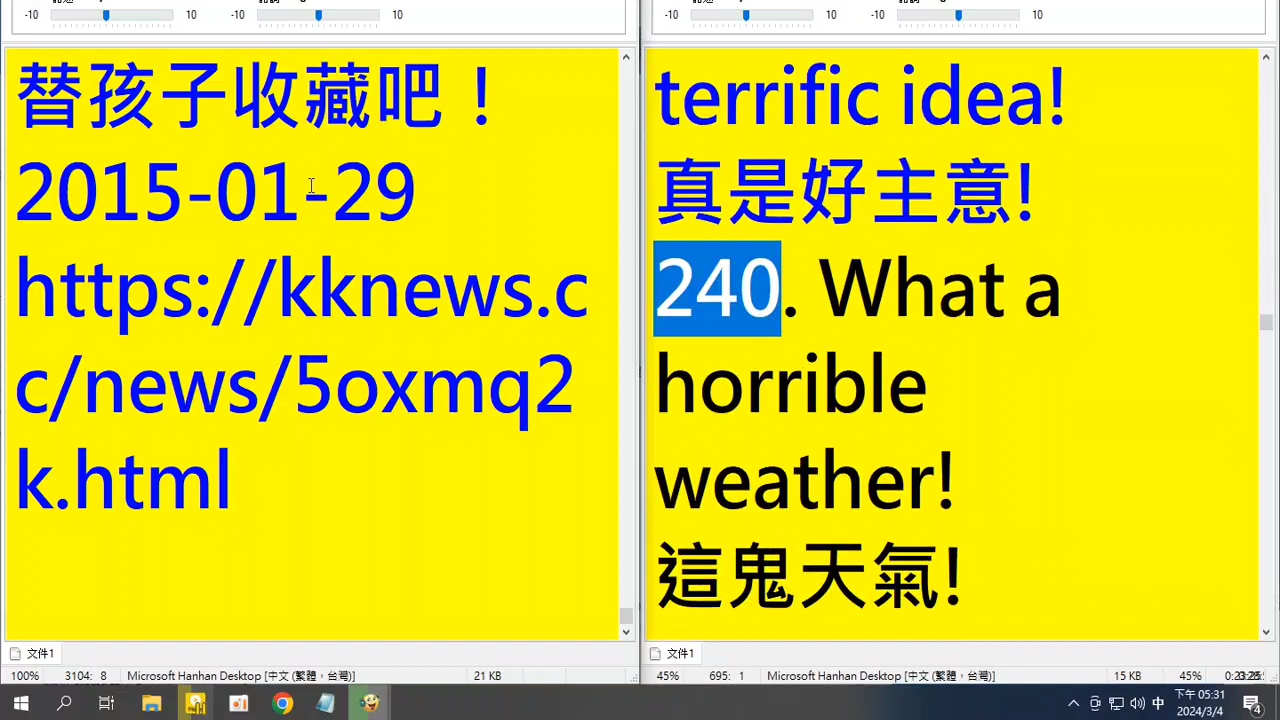 -10
10
-10
10
替孩子收藏吧！
2015-01-29
https://kknews.c
c/news/5oxmq2
k.html
文件1
100%
3104: 8
Microsoft Hanhan Desktop [中文 (繁體，台灣)]
21 KB
-10
10
-10
10
terrific idea!
真是好主意!
240. What a
horrible
weather!
這鬼天氣!
文件1
45%
695: 1
Microsoft Hanhan Desktop [中文 (繁體，台灣)]
15 KB
45%
中
下午 05:31
2024/3/4
4